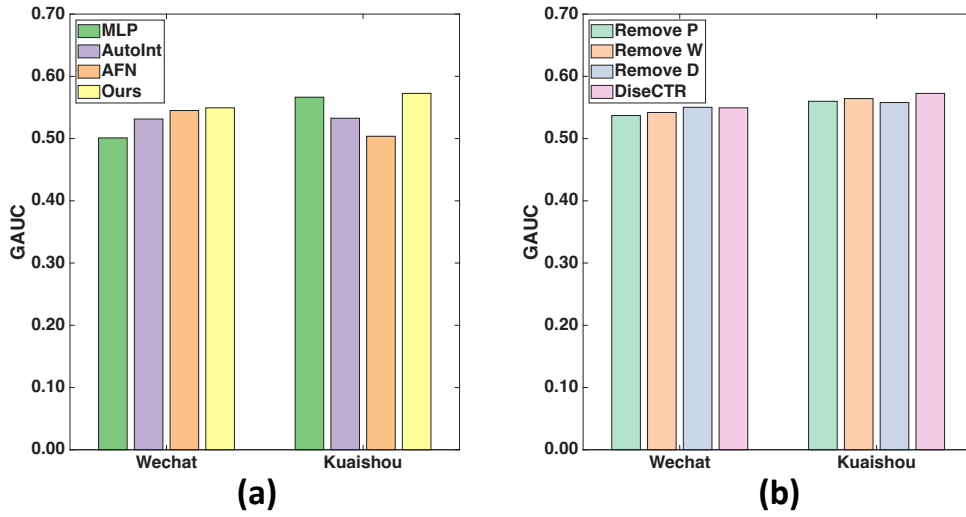 0.70
0.60
0.50
0.40
0.30
0.20
0.10
0.00
GAUC
MLP
AutoInt
AFN
Ours
Wechat Kuaishou
(a)
0.70
0.60
0.50
0.40
0.30
0.20
0.10
0.00
GAUC
Remove P
Remove W
Remove D
DiseCTR
Wechat Kuaishou
(b)